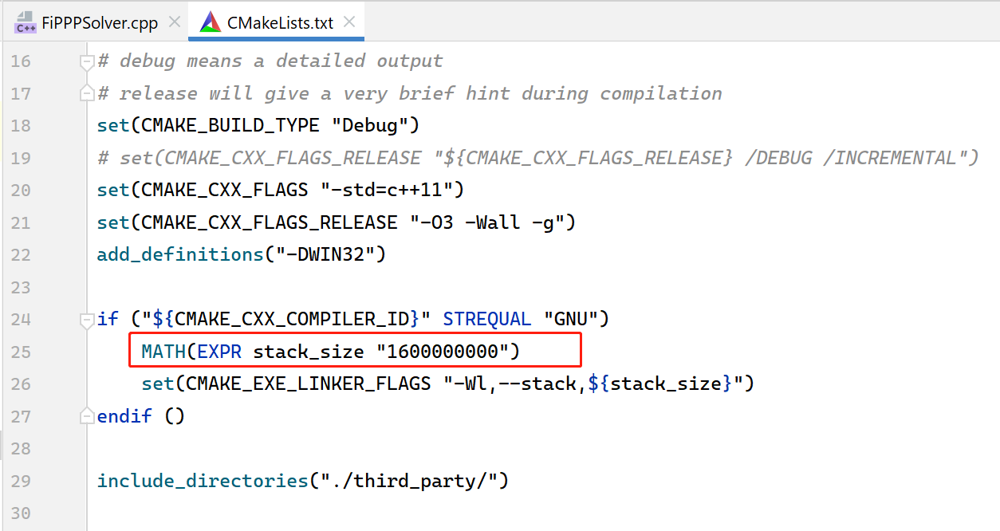 C++ FiPPPSolver.cpp CMakeLists.txt
16 # debug means a detailed output
17 # release will give a very brief hint during compilation
18 set(CMAKE_BUILD_TYPE "Debug")
19 # set(CMAKE_CXX_FLAGS_RELEASE "${CMAKE_CXX_FLAGS_RELEASE} /DEBUG /INCREMENTAL")
20 set(CMAKE_CXX_FLAGS "-std=c++11")
21 set(CMAKE_CXX_FLAGS_RELEASE "-O3 -Wall -g")
22 add_definitions("-DWIN32")
23
24 if ("${CMAKE_CXX_COMPILER_ID}" STREQUAL "GNU")
25 MATH(EXPR stack_size "1600000000")
26 set(CMAKE_EXE_LINKER_FLAGS "-Wl,--stack,${stack_size}")
27 endif ()
28
29 include_directories("./third_party/")
30